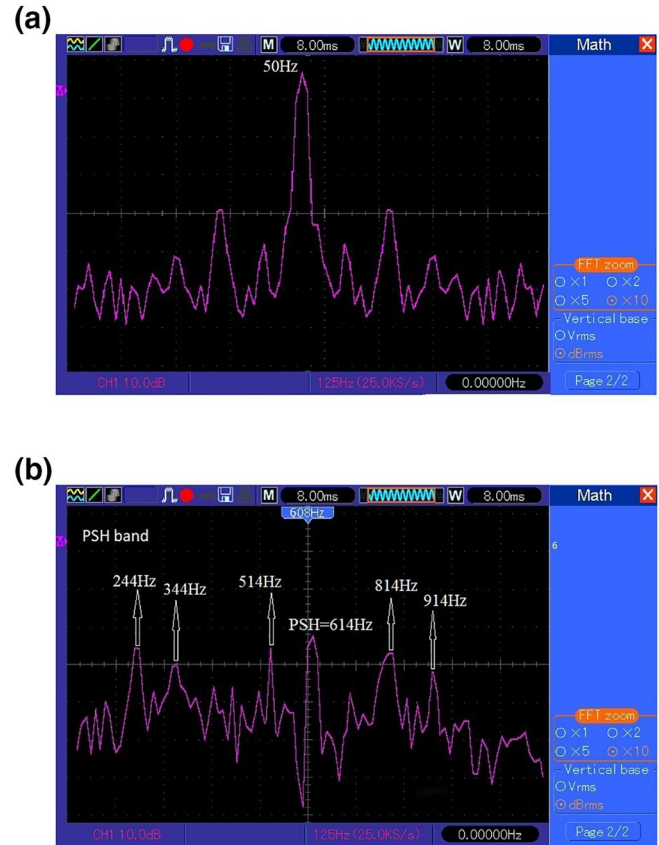 (a)
M 8.00ms W 8.00ms Math
50Hz
M
FFT zoom
×1 ×2
×5 ×10
Vertical base
Vrms
dBrms
CH1 10.0dB 125Hz(25.0KS/s) 0.00000Hz Page 2/2
(b)
M 8.00ms W 8.00ms Math
608Hz
PSH band
M
6
244Hz 344Hz 514Hz 814Hz 914Hz
PSH=614Hz
FFT zoom
×1 ×2
×5 ×10
Vertical base
Vrms
dBrms
CH1 10.0dB 125Hz(25.0KS/s) 0.00000Hz Page 2/2